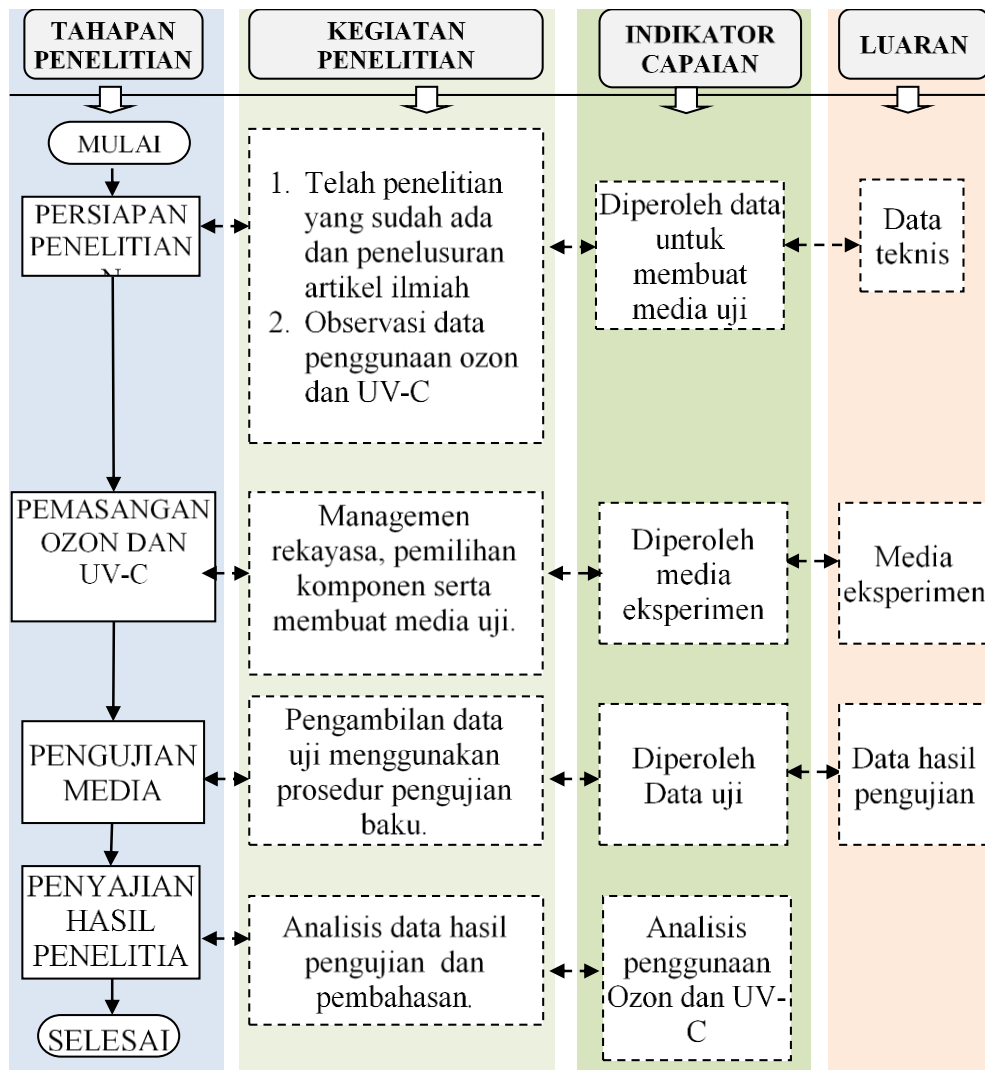 TAHAPAN
PENELITIAN
KEGIATAN
PENELITIAN
INDIKATOR
CAPAIAN
LUARAN
MULAI
PERSIAPAN
PENELITIAN
N
1. Telah penelitian
yang sudah ada
dan penelusuran
artikel ilmiah
2. Observasi data
penggunaan ozon
dan UV-C
Diperoleh data
untuk
membuat
media uji
Data
teknis
PEMASANGAN
OZON DAN
UV-C
Managemen
rekayasa, pemilihan
komponen serta
membuat media uji.
Diperoleh
media
eksperimen
Media
eksperimen
PENGUJIAN
MEDIA
Pengambilan data
uji menggunakan
prosedur pengujian
baku.
Diperoleh
Data uji
Data hasil
pengujian
PENYAJIAN
HASIL
PENELITIA
Analisis data hasil
pengujian dan
pembahasan.
Analisis
penggunaan
Ozon dan UV-
C
SELESAI